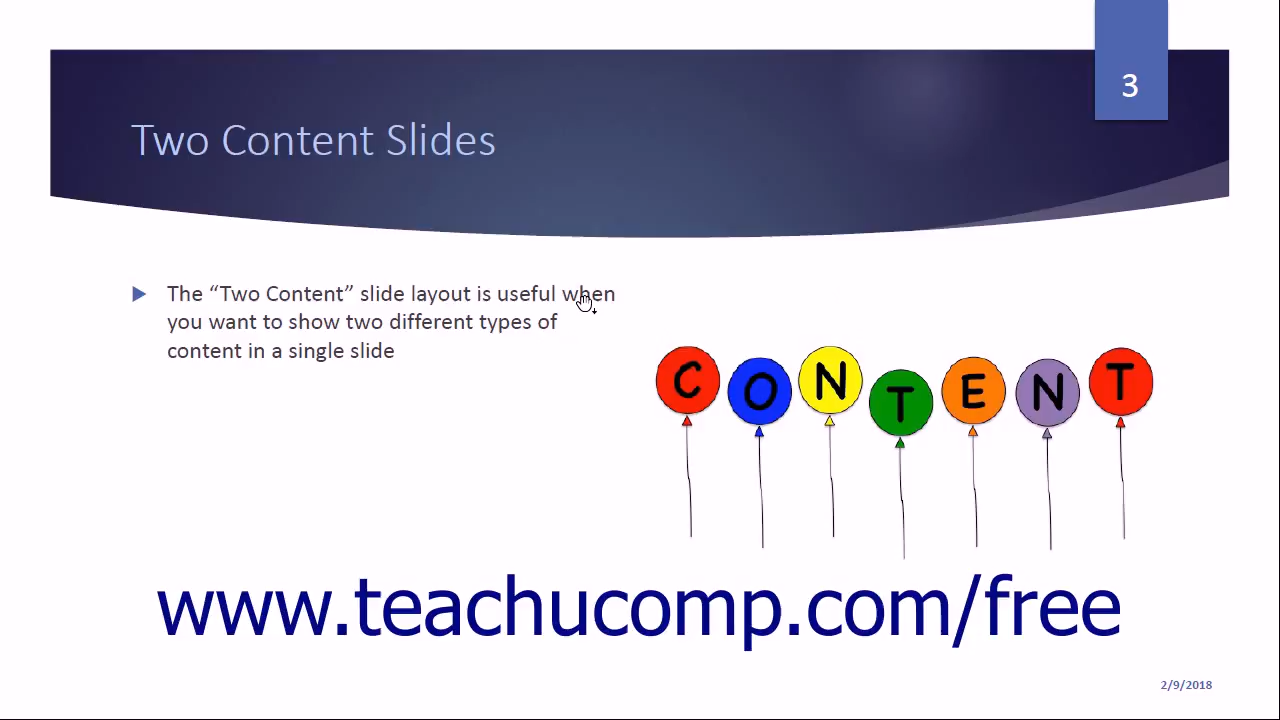 3
Two Content Slides
The “Two Content” slide layout is useful when
you want to show two different types of
content in a single slide
CONTENT
www.teachucomp.com/free
2/9/2018